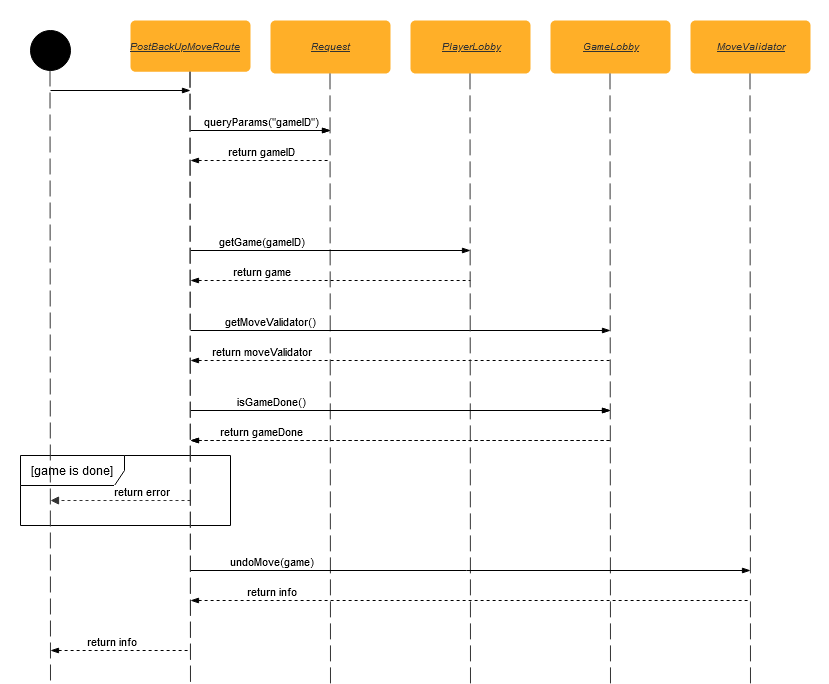 PostBackUpMoveRoute
Request
PlayerLobby
GameLobby
MoveValidator
queryParams("gameID")
return gameID
getGame(gameID)
return game
getMoveValidator()
return moveValidator
isGameDone()
return gameDone
[game is done]
return error
undoMove(game)
return info
return info